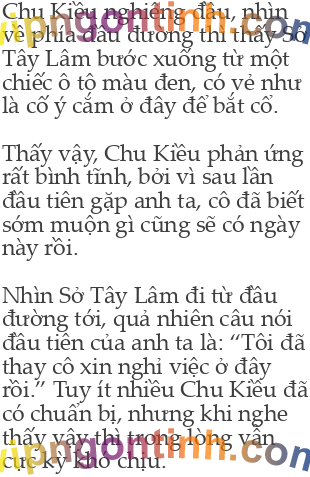 Chu Kiều nghiêng đầu, nhìn
về phía đầu đường thì thấy Sở
Tây Lâm bước xuống từ một
chiếc ô tô màu đen, có vẻ như
là cố ý cắm ở đây để bắt cổ.
Thấy vậy, Chu Kiều phản ứng
rất bình tĩnh, bởi vì sau lần
đầu tiên gặp anh ta, cô đã biết
sớm muộn gì cũng sẽ có ngày
này rồi.
Nhìn Sở Tây Lâm đi từ đầu
đường tới, quả nhiên câu nói
đầu tiên của anh ta là: “Tôi đã
thay cô xin nghỉ việc ở đây
rồi.” Tuy ít nhiều Chu Kiều đã
có chuẩn bị, nhưng khi nghe
thấy vậy thì trong lòng vẫn
cực kỳ khó chịu.
vipngontinh.com
vipngontinh.com